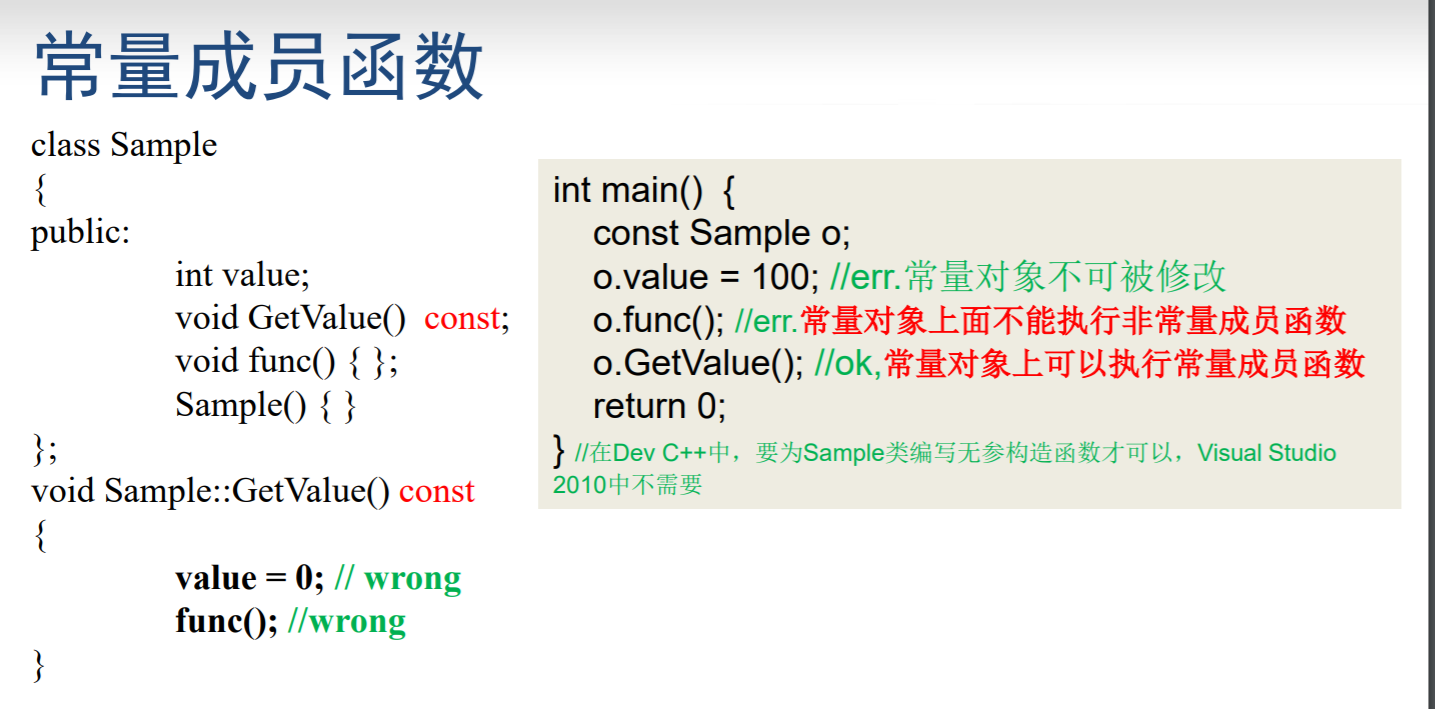 常量成员函数
class Sample
{
public:
int value;
void GetValue() const;
void func() { };
Sample() { }
};
void Sample::GetValue() const
{
value = 0; // wrong
func(); //wrong
}
int main() {
const Sample o;
o.value = 100; //err.常量对象不可被修改
o.func(); //err.常量对象上面不能执行非常量成员函数
o.GetValue(); //ok,常量对象上可以执行常量成员函数
return 0;
} //在Dev C++中，要为Sample类编写无参构造函数才可以，Visual Studio
2010中不需要